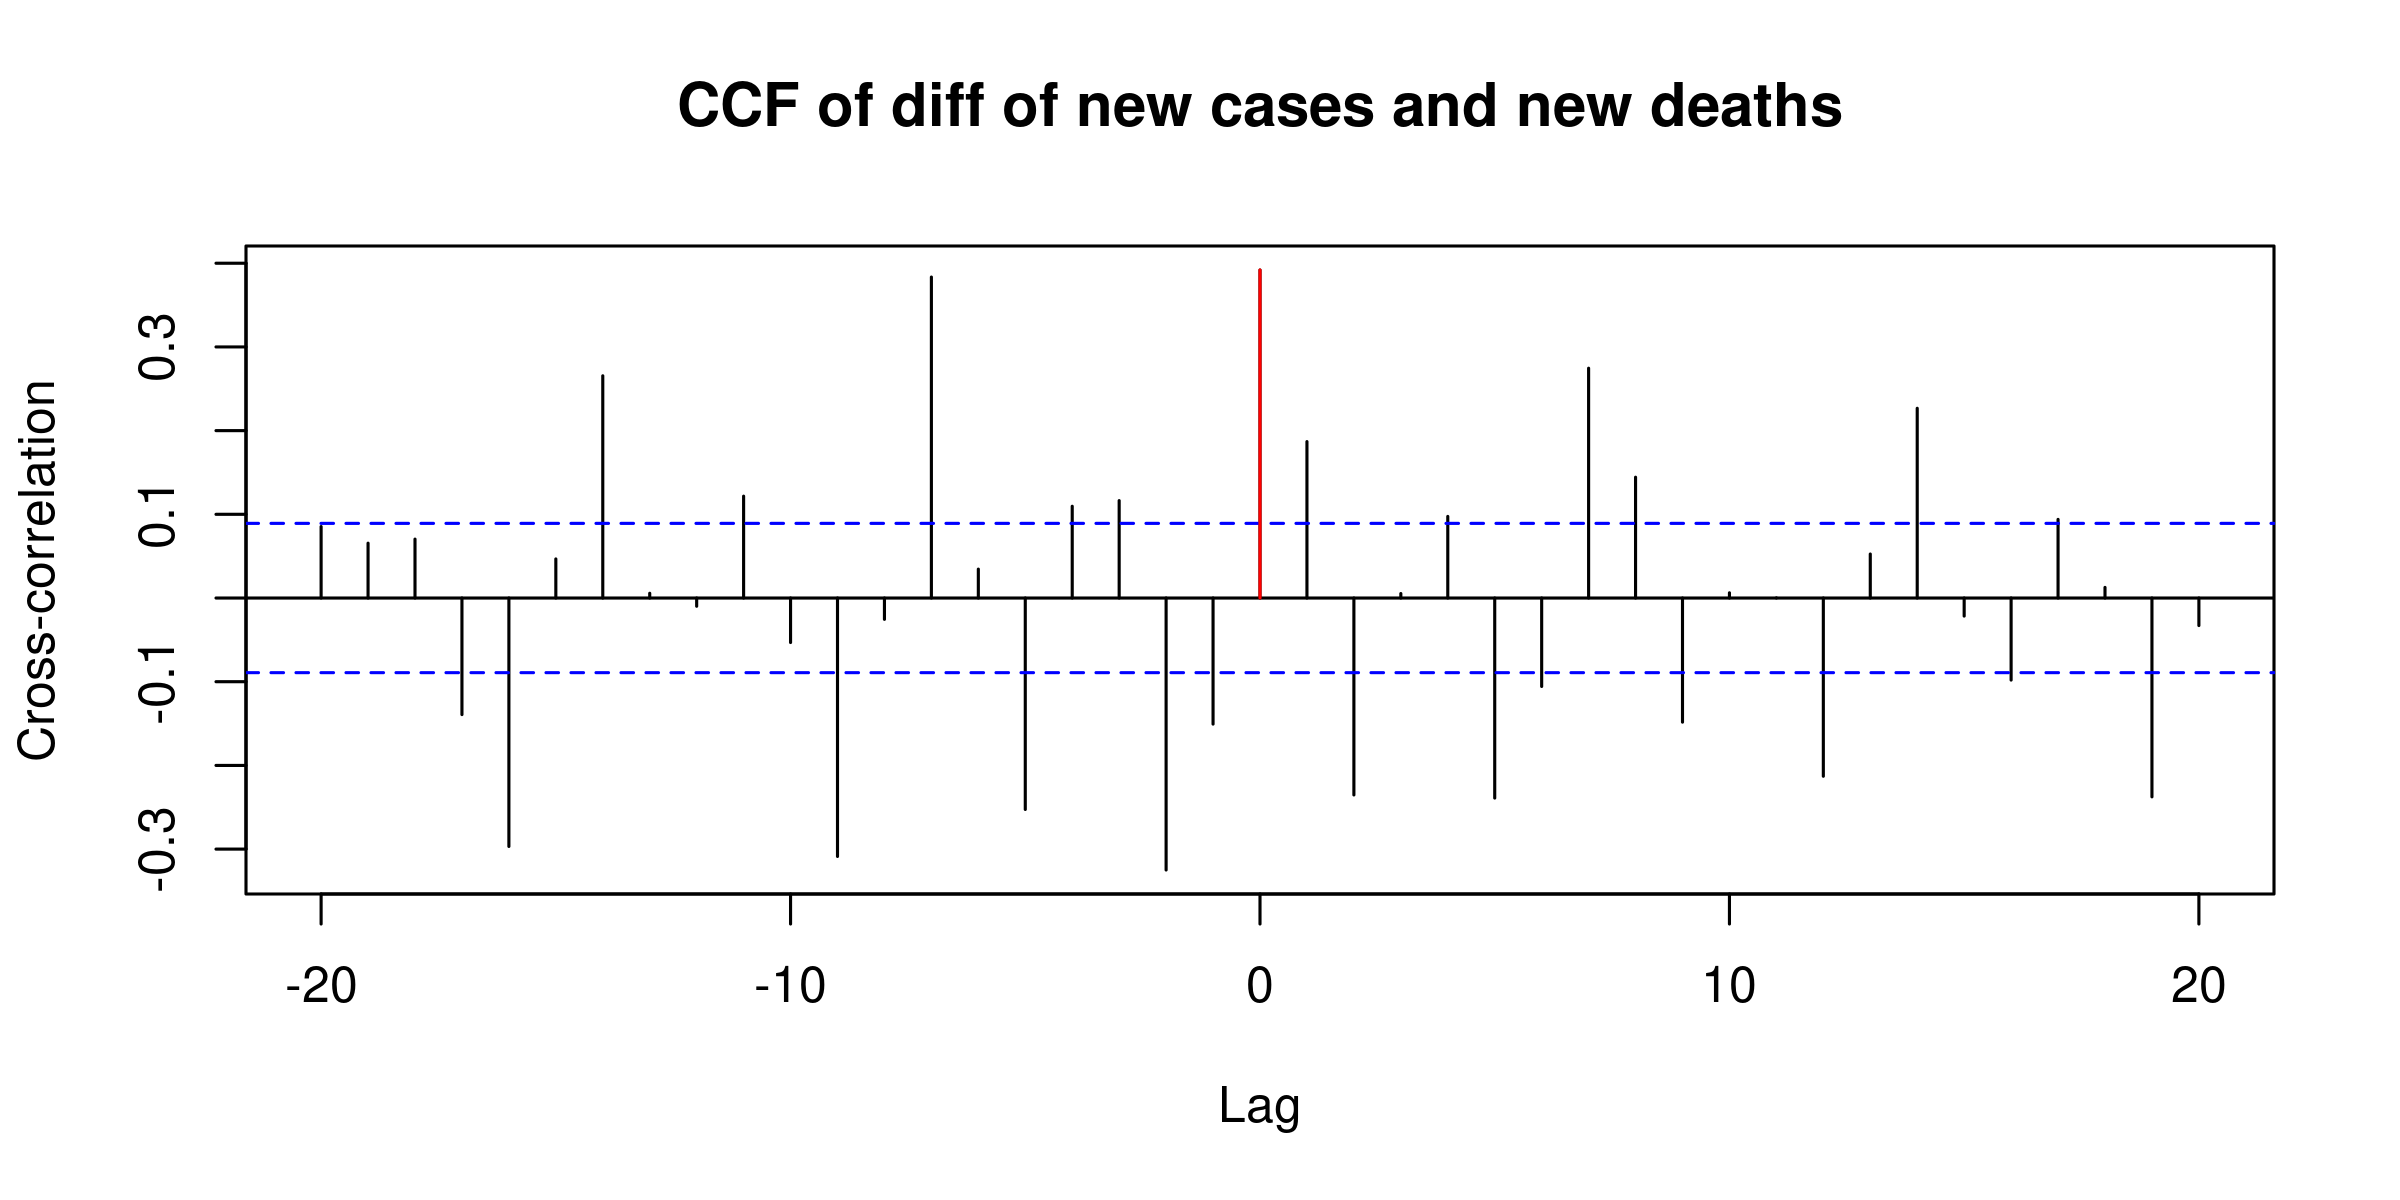 CCF of diff of new cases and new deaths
Cross-correlation
0.3
0.1
-0.1
-0.3
-20 -10 0 10 20
Lag